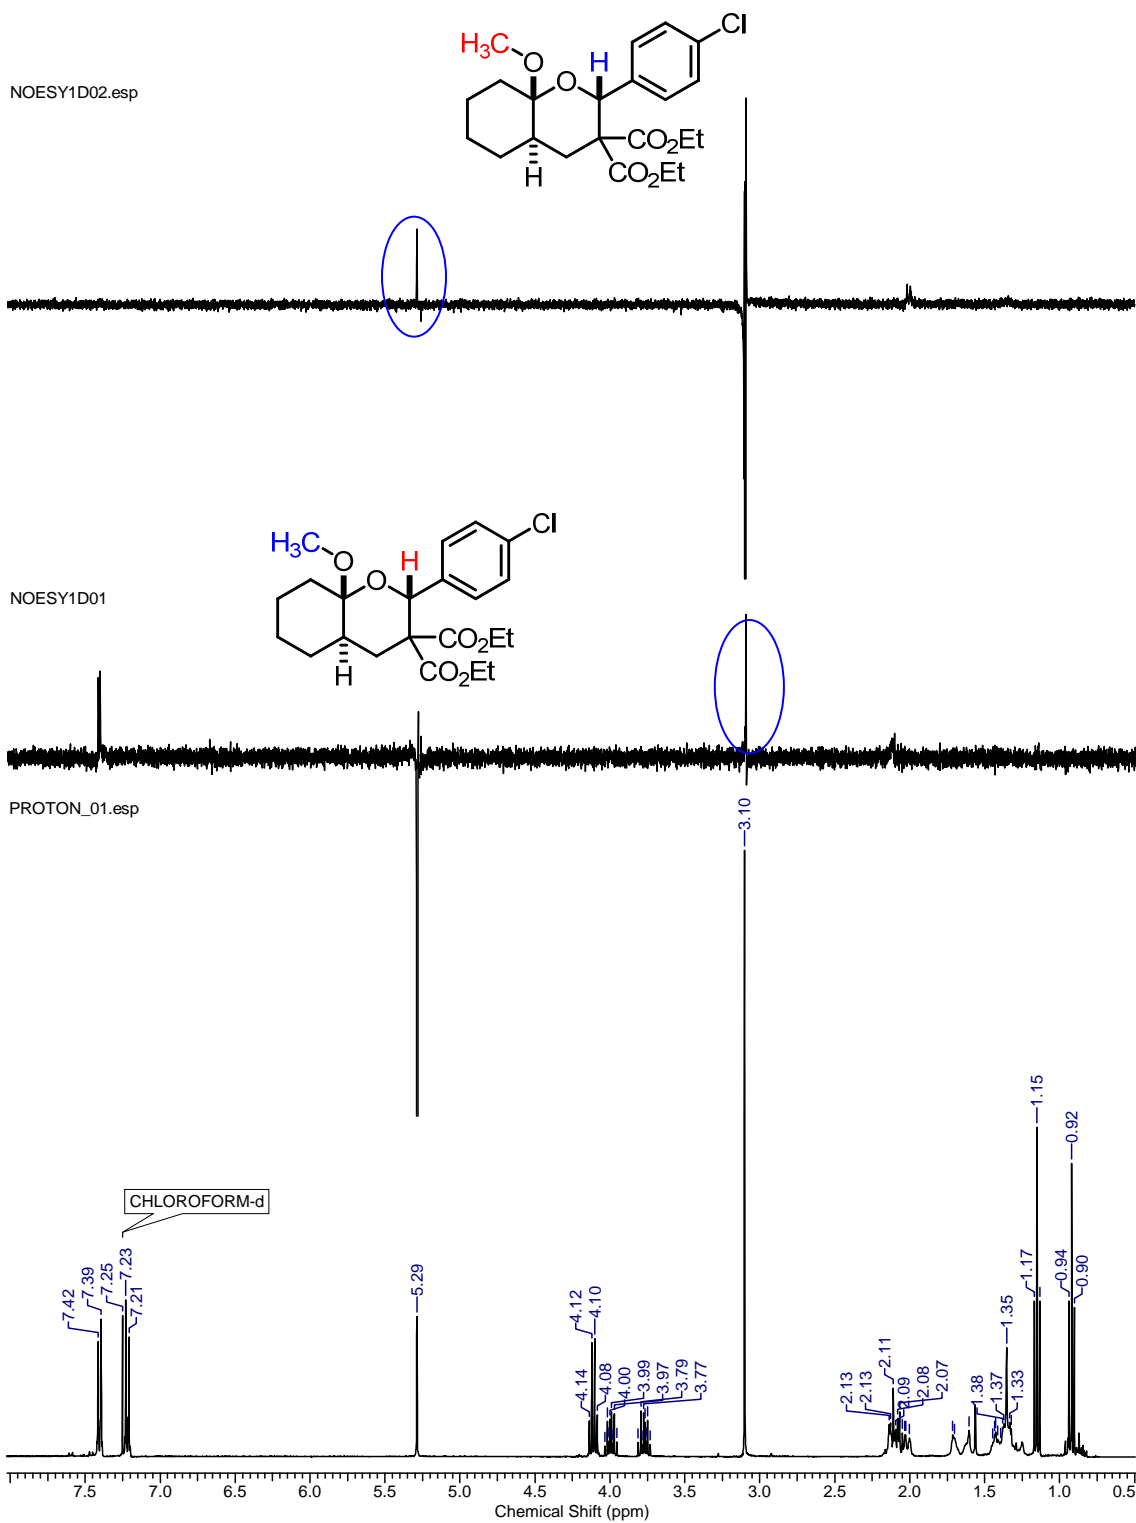 Cl
H₃C
O
O
H
NOESY1D02.esp
CO₂Et
H
CO₂Et
Cl
H₃C
O
O
H
NOESY1D01
CO₂Et
H
CO₂Et
PROTON_01.esp
3.10
1.15
0.92
CHLOROFORM-d
7.42
7.39
7.25
7.23
7.21
5.29
4.14
4.12
4.10
4.08
4.00
3.99
3.97
3.79
3.77
2.13
2.13
2.11
2.09
2.08
2.07
1.38
1.37
1.35
1.33
1.17
0.94
0.90
7.5 7.0 6.5 6.0 5.5 5.0 4.5 4.0 3.5 3.0 2.5 2.0 1.5 1.0 0.5
Chemical Shift (ppm)